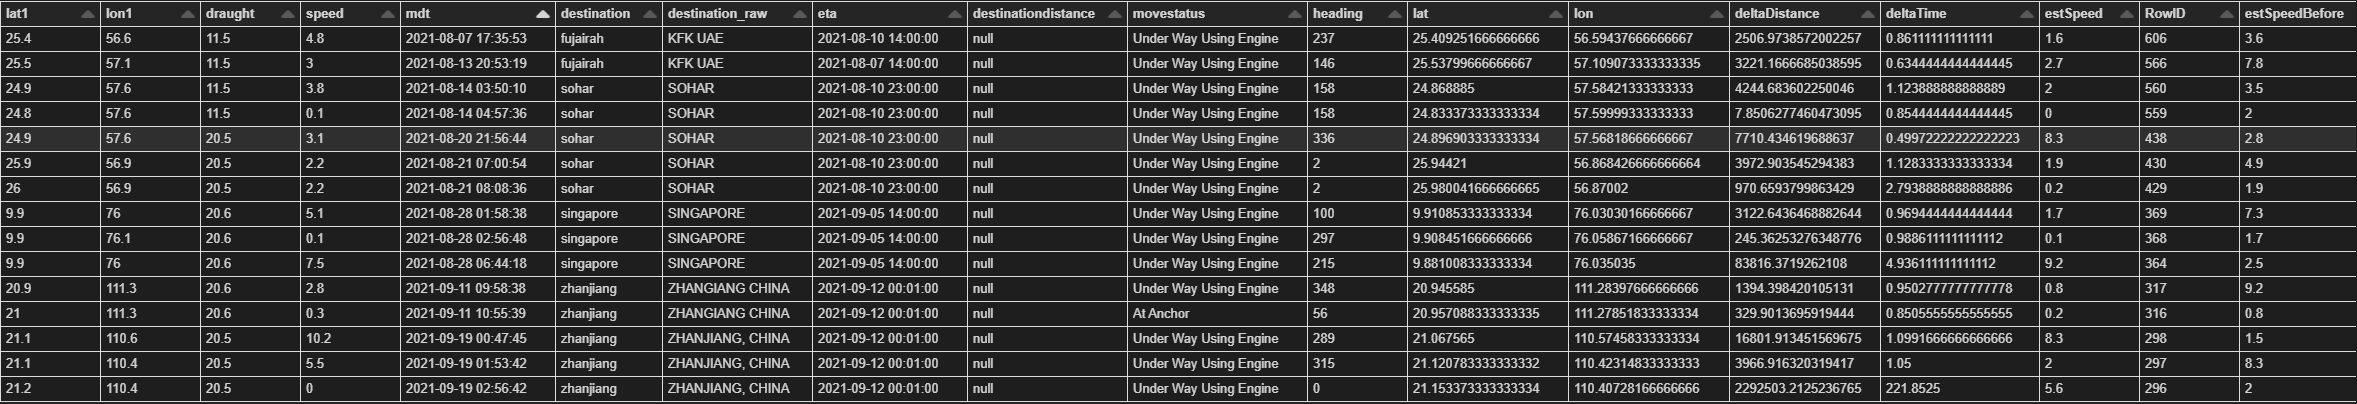 lat1 lon1 draught speed mdt destination destination_raw eta destinationdistance movestatus heading lat lon deltaDistance deltaTime estSpeed RowID estSpeedBefore
25.4 56.6 11.5 4.8 2021-08-07 17:35:53 fujairah KFK UAE 2021-08-10 14:00:00 null Under Way Using Engine 237 25.409251666666666 56.59437666666667 2506.9738572002257 0.861111111111111 1.6 606 3.6
25.5 57.1 11.5 3 2021-08-13 20:53:19 fujairah KFK UAE 2021-08-07 14:00:00 null Under Way Using Engine 146 25.53799666666667 57.109073333333335 3221.1666685038595 0.6344444444444445 2.7 566 7.8
24.9 57.6 11.5 3.8 2021-08-14 03:50:10 sohar SOHAR 2021-08-10 23:00:00 null Under Way Using Engine 158 24.868885 57.58421333333333 4244.683602250046 1.123888888888889 2 560 3.5
24.8 57.6 11.5 0.1 2021-08-14 04:57:36 sohar SOHAR 2021-08-10 23:00:00 null Under Way Using Engine 158 24.833373333333334 57.59999333333333 7.8506277460473095 0.8544444444444445 0 559 2
24.9 57.6 20.5 3.1 2021-08-20 21:56:44 sohar SOHAR 2021-08-10 23:00:00 null Under Way Using Engine 336 24.896903333333334 57.56818666666667 7710.434619688637 0.49972222222222223 8.3 438 2.8
25.9 56.9 20.5 2.2 2021-08-21 07:00:54 sohar SOHAR 2021-08-10 23:00:00 null Under Way Using Engine 2 25.94421 56.868426666666664 3972.903545294383 1.1283333333333334 1.9 430 4.9
26 56.9 20.5 2.2 2021-08-21 08:08:36 sohar SOHAR 2021-08-10 23:00:00 null Under Way Using Engine 2 25.980041666666665 56.87002 970.6593799863429 2.7938888888888886 0.2 429 1.9
9.9 76 20.6 5.1 2021-08-28 01:58:38 singapore SINGAPORE 2021-09-05 14:00:00 null Under Way Using Engine 100 9.910853333333334 76.03030166666667 3122.6436468882644 0.9694444444444444 1.7 369 7.3
9.9 76.1 20.6 0.1 2021-08-28 02:56:48 singapore SINGAPORE 2021-09-05 14:00:00 null Under Way Using Engine 297 9.908451666666666 76.05867166666667 245.36253276348776 0.9886111111111112 0.1 368 1.7
9.9 76 20.6 7.5 2021-08-28 06:44:18 singapore SINGAPORE 2021-09-05 14:00:00 null Under Way Using Engine 215 9.881008333333334 76.035035 83816.3719262108 4.936111111111112 9.2 364 2.5
20.9 111.3 20.6 2.8 2021-09-11 09:58:38 zhanjiang ZHANGIANG CHINA 2021-09-12 00:01:00 null Under Way Using Engine 348 20.945585 111.28397666666666 1394.398420105131 0.9502777777777778 0.8 317 9.2
21 111.3 20.6 0.3 2021-09-11 10:55:39 zhanjiang ZHANGIANG CHINA 2021-09-12 00:01:00 null At Anchor 56 20.957088333333335 111.27851833333334 329.9013695919444 0.8505555555555555 0.2 316 0.8
21.1 110.6 20.5 10.2 2021-09-19 00:47:45 zhanjiang ZHANJIANG, CHINA 2021-09-12 00:01:00 null Under Way Using Engine 289 21.067565 110.57458333333334 16801.913451569675 1.0991666666666666 8.3 298 1.5
21.1 110.4 20.5 5.5 2021-09-19 01:53:42 zhanjiang ZHANJIANG, CHINA 2021-09-12 00:01:00 null Under Way Using Engine 315 21.120783333333332 110.42314833333333 3966.916320319417 1.05 2 297 8.3
21.2 110.4 20.5 0 2021-09-19 02:56:42 zhanjiang ZHANJIANG, CHINA 2021-09-12 00:01:00 null Under Way Using Engine 0 21.153373333333334 110.40728166666666 2292503.2125236765 221.8525 5.6 296 2